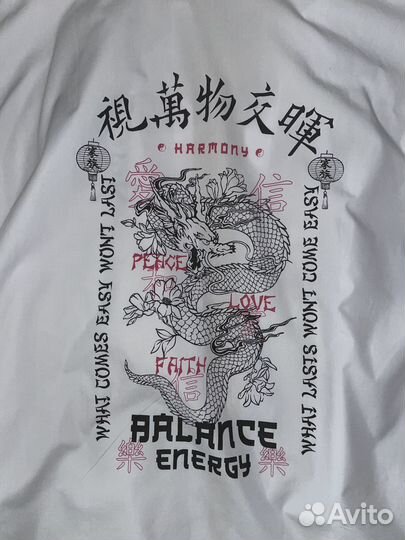 視萬物交暉
HARMONY
愛 信
WHAT COMES EASY WONT LAST
WHAT LASTS WONT COME EASY
PEACE
LOVE
FAITH
信
BALANCE
樂 ENERGY 樂
Avito